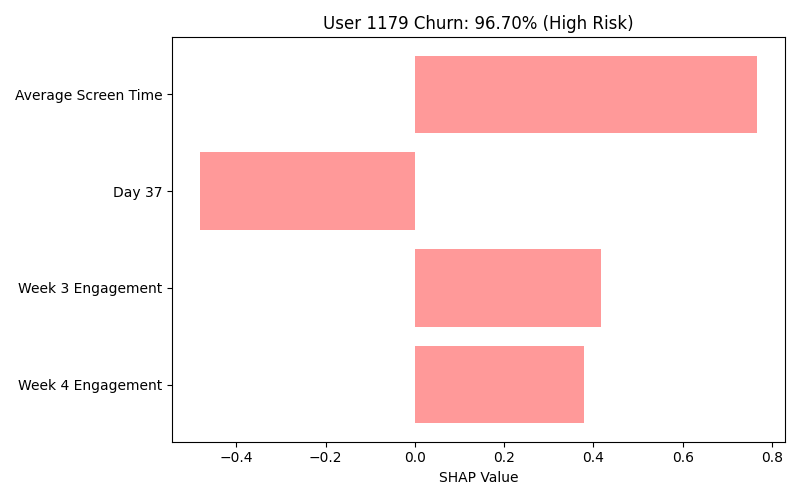 User 1179 Churn: 96.70% (High Risk)
Average Screen Time
Day 37
Week 3 Engagement
Week 4 Engagement
−0.4 −0.2 0.0 0.2 0.4 0.6 0.8
SHAP Value